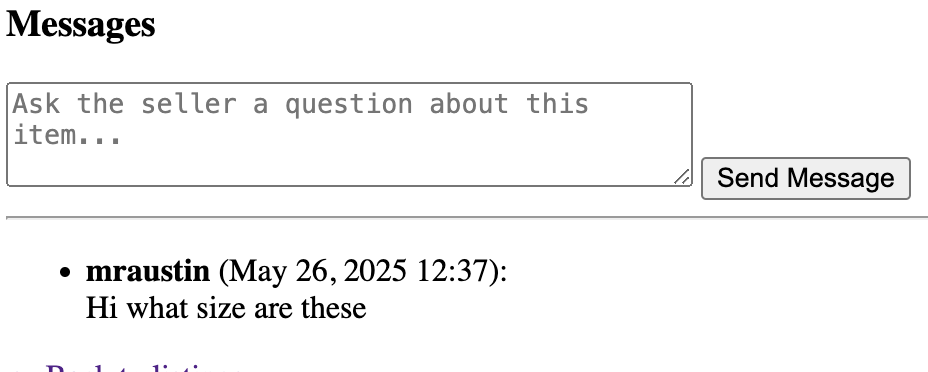 Messages
Ask the seller a question about this
item...
Send Message
mraustin (May 26, 2025 12:37):
Hi what size are these